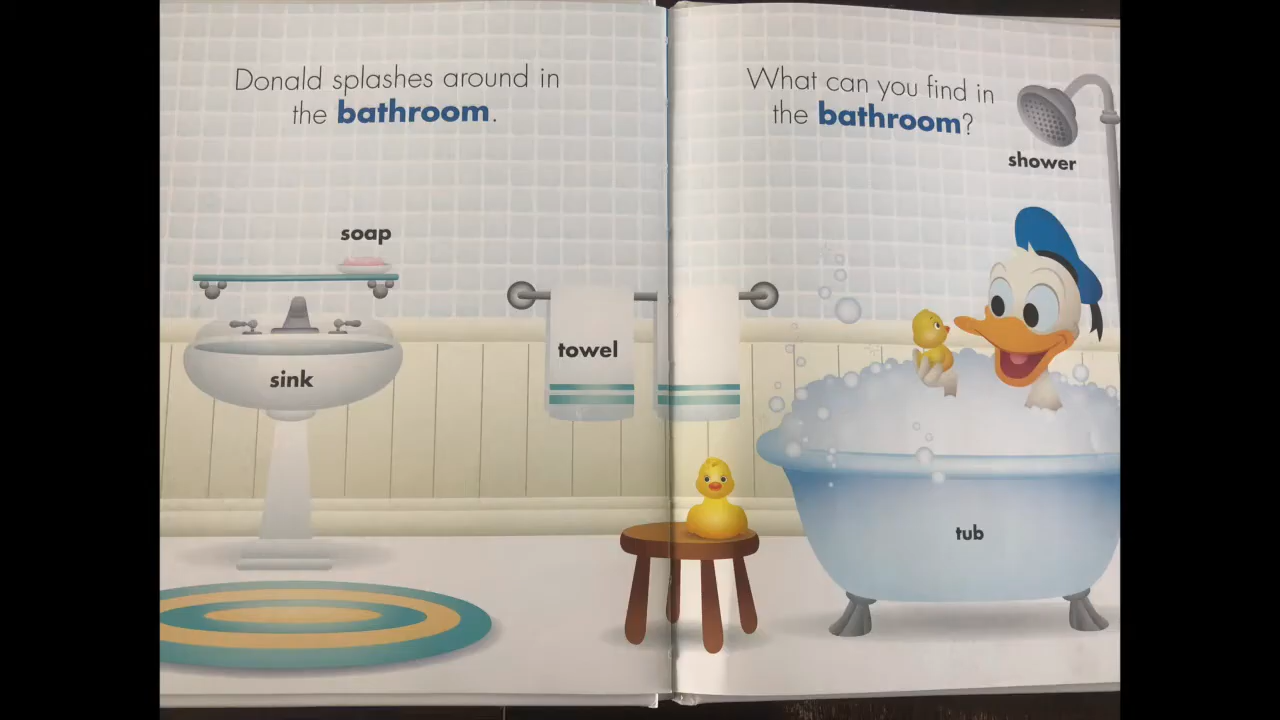 Donald splashes around in
the bathroom.
soap
sink
towel
What can you find in
the bathroom?
shower
tub